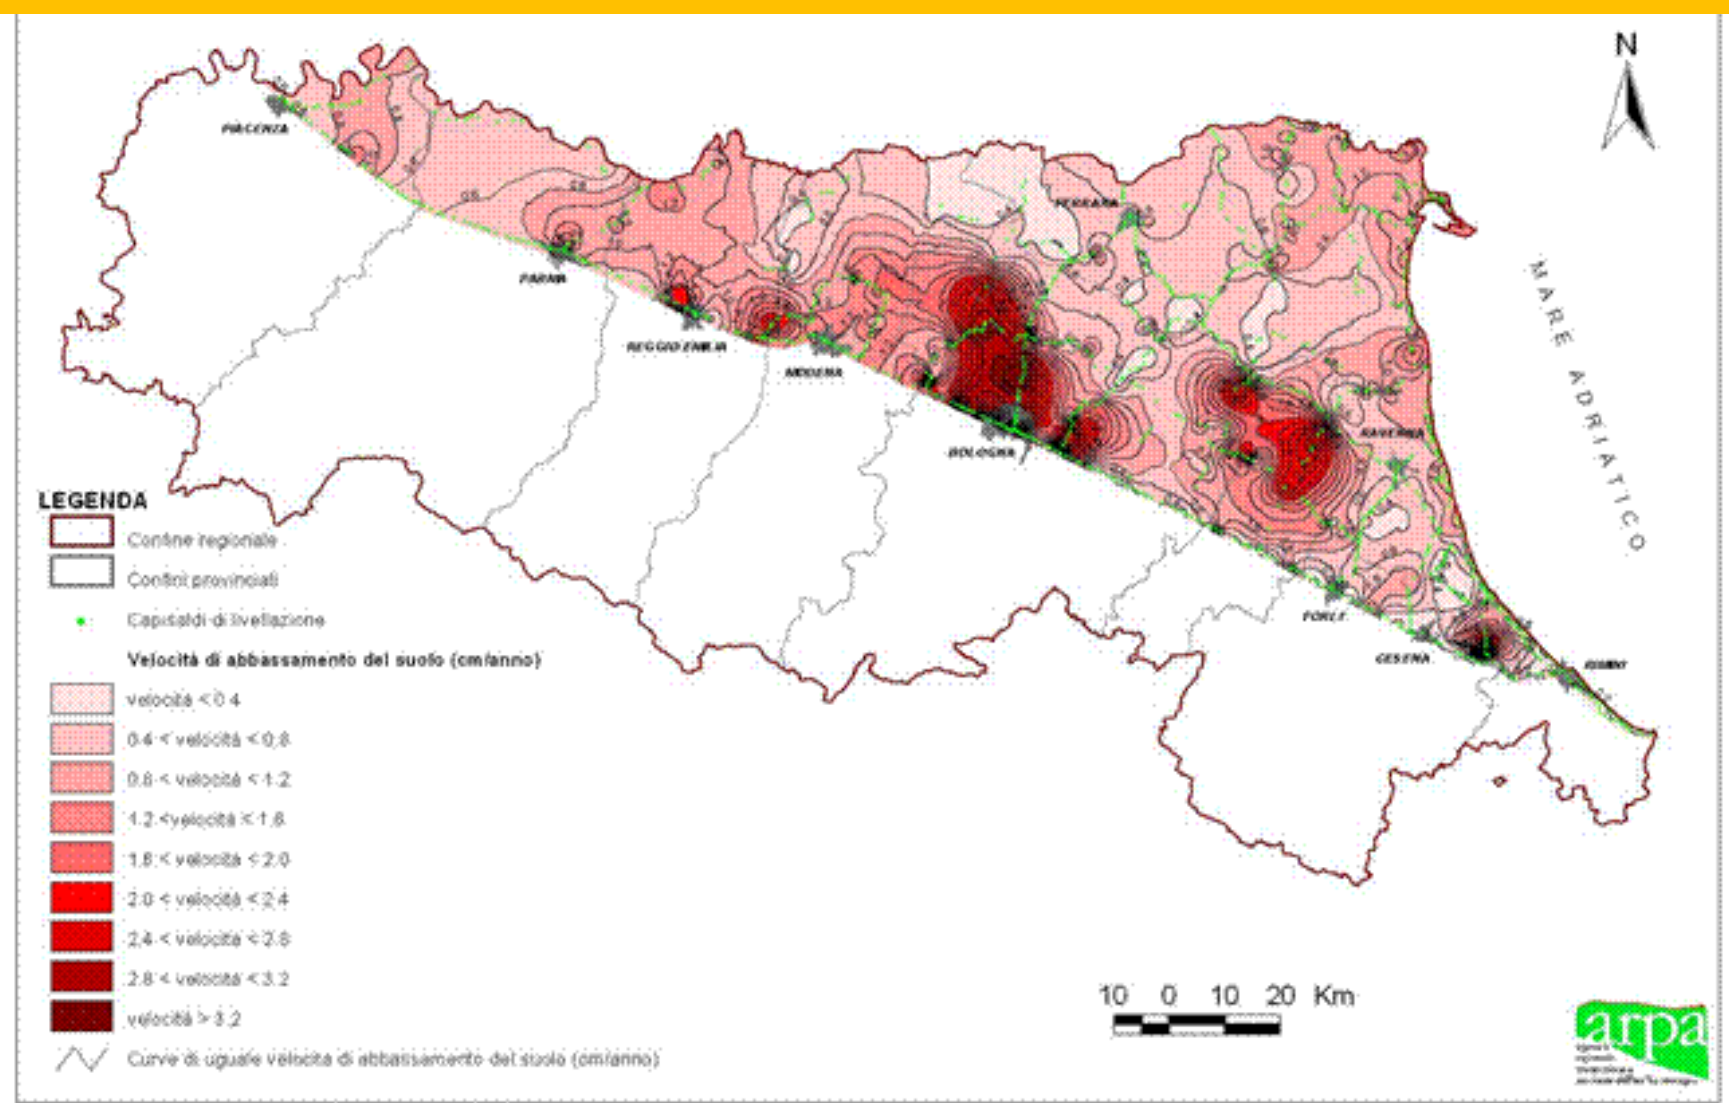 N
PIACENZA
FERRARA
PARMA
REGGIO EMILIA
MODENA
BOLOGNA
RAVENNA
FORLI'
CESENA
RIMINI
MARE ADRIATICO
LEGENDA
Confine regionale
Confini provinciali
Capisaldi di livellazione
Velocità di abbassamento del suolo (cm/anno)
velocità < 0.4
0.4 < velocità < 0.8
0.8 < velocità < 1.2
1.2 <velocità < 1.6
1.6 < velocità < 2.0
2.0 < velocità < 2.4
2.4 < velocità < 2.8
2.8 < velocità < 3.2
velocità > 3.2
Curve di uguale velocità di abbassamento del suolo (cm/anno)
10 0 10 20 Km
arpa